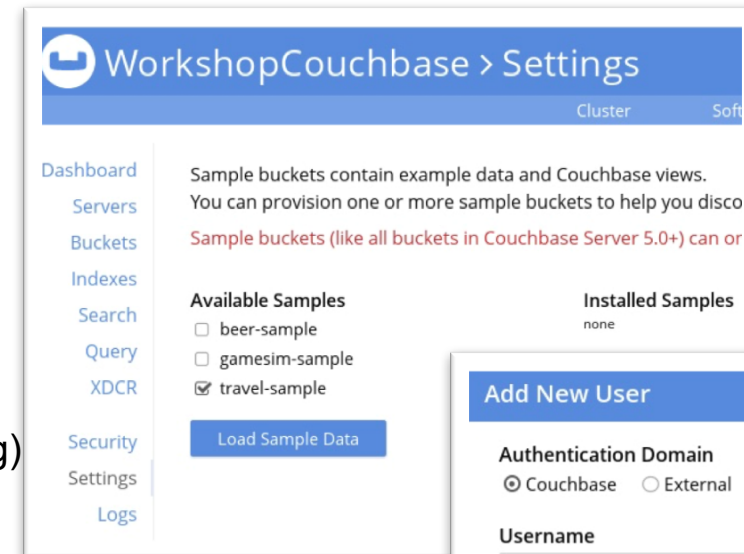 WorkshopCouchbase > Settings
Cluster Soft
Dashboard
Servers
Buckets
Indexes
Search
Query
XDCR
Security
Settings
Logs
Sample buckets contain example data and Couchbase views.
You can provision one or more sample buckets to help you disco
Sample buckets (like all buckets in Couchbase Server 5.0+) can or
Available Samples
beer-sample
gamesim-sample
travel-sample
Load Sample Data
Installed Samples
none
g)
Add New User
Authentication Domain
Couchbase External
Username